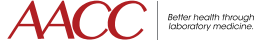 AACC
Better health through
laboratory medicine.